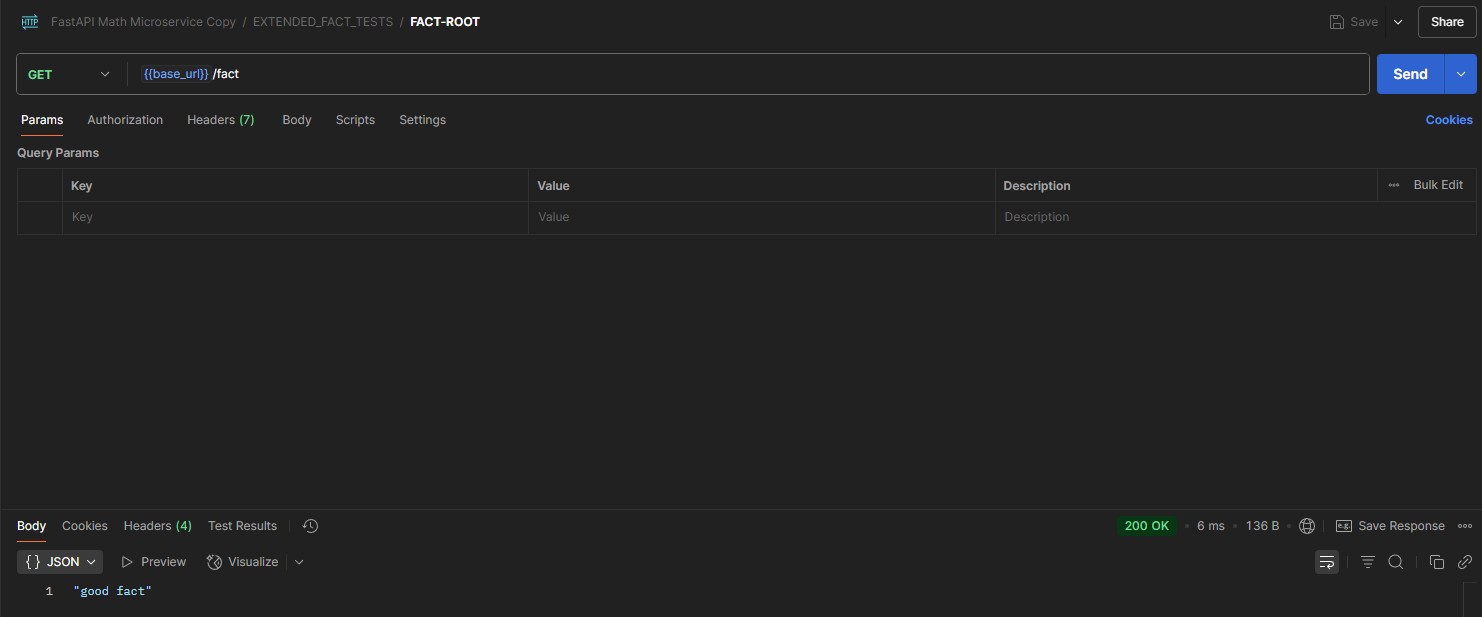 HTTP FastAPI Math Microservice Copy / EXTENDED_FACT_TESTS / FACT-ROOT Save Share
GET {{base_url}} /fact Send
Params Authorization Headers (7) Body Scripts Settings Cookies
Query Params
Key Value Description Bulk Edit
Key Value Description
Body Cookies Headers (4) Test Results 200 OK 6 ms 136 B e.g. Save Response
{} JSON Preview Visualize
1 "good fact"